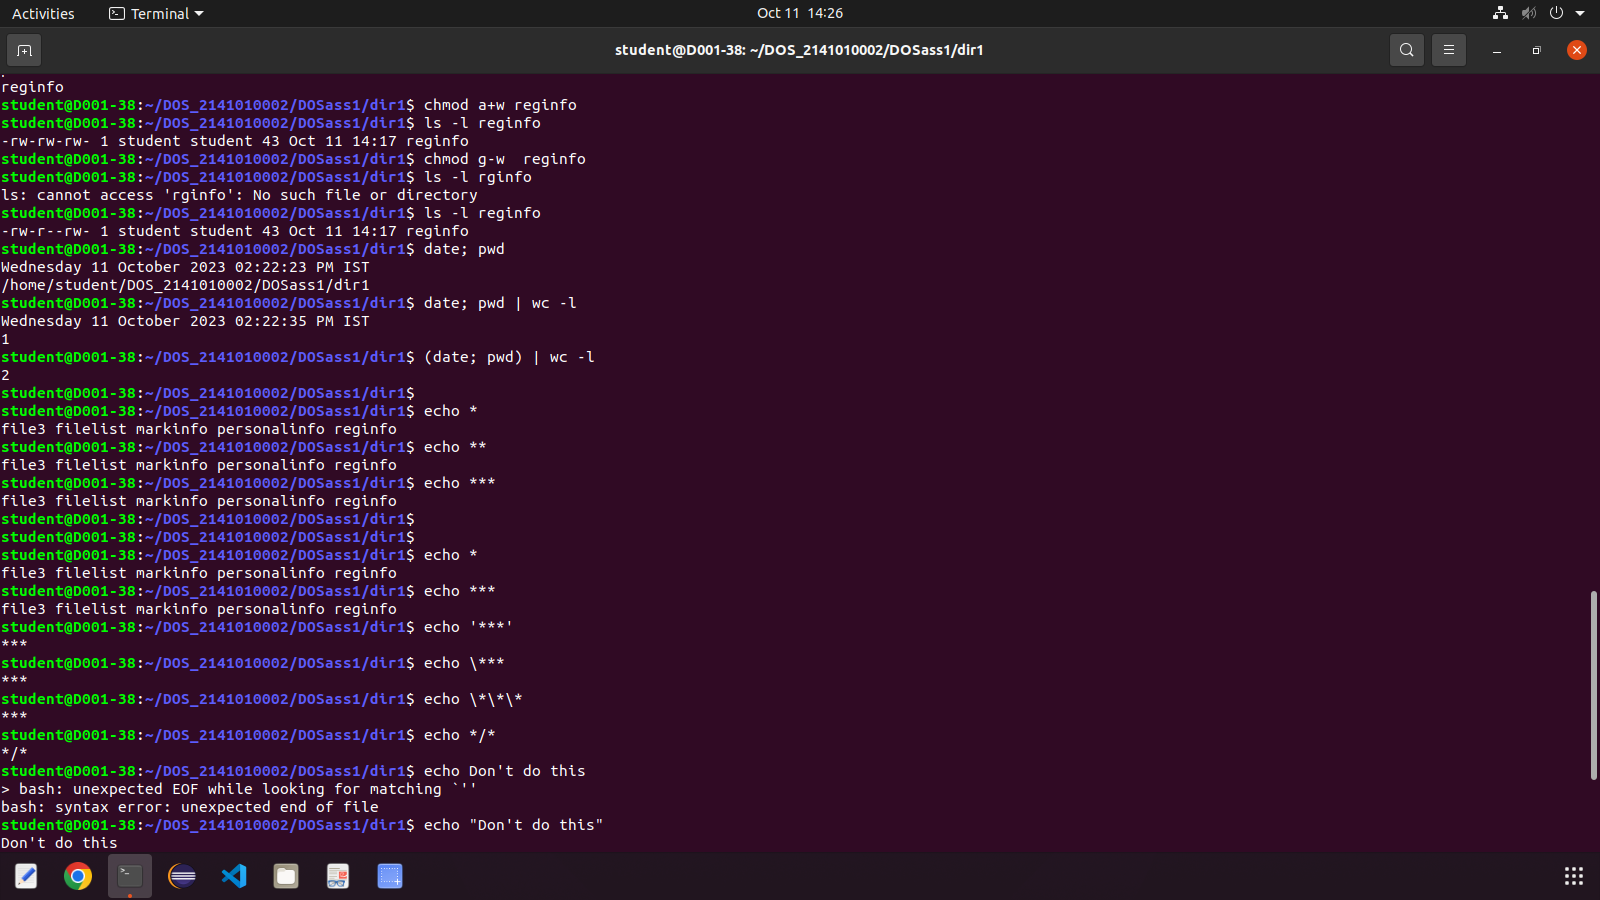 Activities Terminal Oct 11 14:26
student@D001-38: ~/DOS_2141010002/DOSass1/dir1
reginfo
student@D001-38:~/DOS_2141010002/DOSass1/dir1$ chmod a+w reginfo
student@D001-38:~/DOS_2141010002/DOSass1/dir1$ ls -l reginfo
-rw-rw-rw- 1 student student 43 Oct 11 14:17 reginfo
student@D001-38:~/DOS_2141010002/DOSass1/dir1$ chmod g-w  reginfo
student@D001-38:~/DOS_2141010002/DOSass1/dir1$ ls -l rginfo
ls: cannot access 'rginfo': No such file or directory
student@D001-38:~/DOS_2141010002/DOSass1/dir1$ ls -l reginfo
-rw-r--rw- 1 student student 43 Oct 11 14:17 reginfo
student@D001-38:~/DOS_2141010002/DOSass1/dir1$ date; pwd
Wednesday 11 October 2023 02:22:23 PM IST
/home/student/DOS_2141010002/DOSass1/dir1
student@D001-38:~/DOS_2141010002/DOSass1/dir1$ date; pwd | wc -l
Wednesday 11 October 2023 02:22:35 PM IST
1
student@D001-38:~/DOS_2141010002/DOSass1/dir1$ (date; pwd) | wc -l
2
student@D001-38:~/DOS_2141010002/DOSass1/dir1$
student@D001-38:~/DOS_2141010002/DOSass1/dir1$ echo *
file3 filelist markinfo personalinfo reginfo
student@D001-38:~/DOS_2141010002/DOSass1/dir1$ echo **
file3 filelist markinfo personalinfo reginfo
student@D001-38:~/DOS_2141010002/DOSass1/dir1$ echo ***
file3 filelist markinfo personalinfo reginfo
student@D001-38:~/DOS_2141010002/DOSass1/dir1$
student@D001-38:~/DOS_2141010002/DOSass1/dir1$
student@D001-38:~/DOS_2141010002/DOSass1/dir1$ echo *
file3 filelist markinfo personalinfo reginfo
student@D001-38:~/DOS_2141010002/DOSass1/dir1$ echo ***
file3 filelist markinfo personalinfo reginfo
student@D001-38:~/DOS_2141010002/DOSass1/dir1$ echo '***'
***
student@D001-38:~/DOS_2141010002/DOSass1/dir1$ echo \***
***
student@D001-38:~/DOS_2141010002/DOSass1/dir1$ echo \*\*\*
***
student@D001-38:~/DOS_2141010002/DOSass1/dir1$ echo */*
*/*
student@D001-38:~/DOS_2141010002/DOSass1/dir1$ echo Don't do this
> bash: unexpected EOF while looking for matching `''
bash: syntax error: unexpected end of file
student@D001-38:~/DOS_2141010002/DOSass1/dir1$ echo "Don't do this"
Don't do this